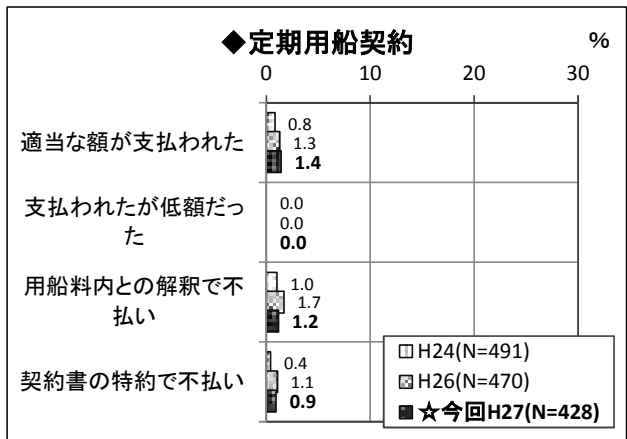 ◆定期用船契約
%
0 10 20 30
適当な額が支払われた
0.8
1.3
1.4
支払われたが低額だっ
た
0.0
0.0
0.0
用船料内との解釈で不
払い
1.0
1.7
1.2
契約書の特約で不払い
0.4
1.1
0.9
H24(N=491)
H26(N=470)
☆今回H27(N=428)